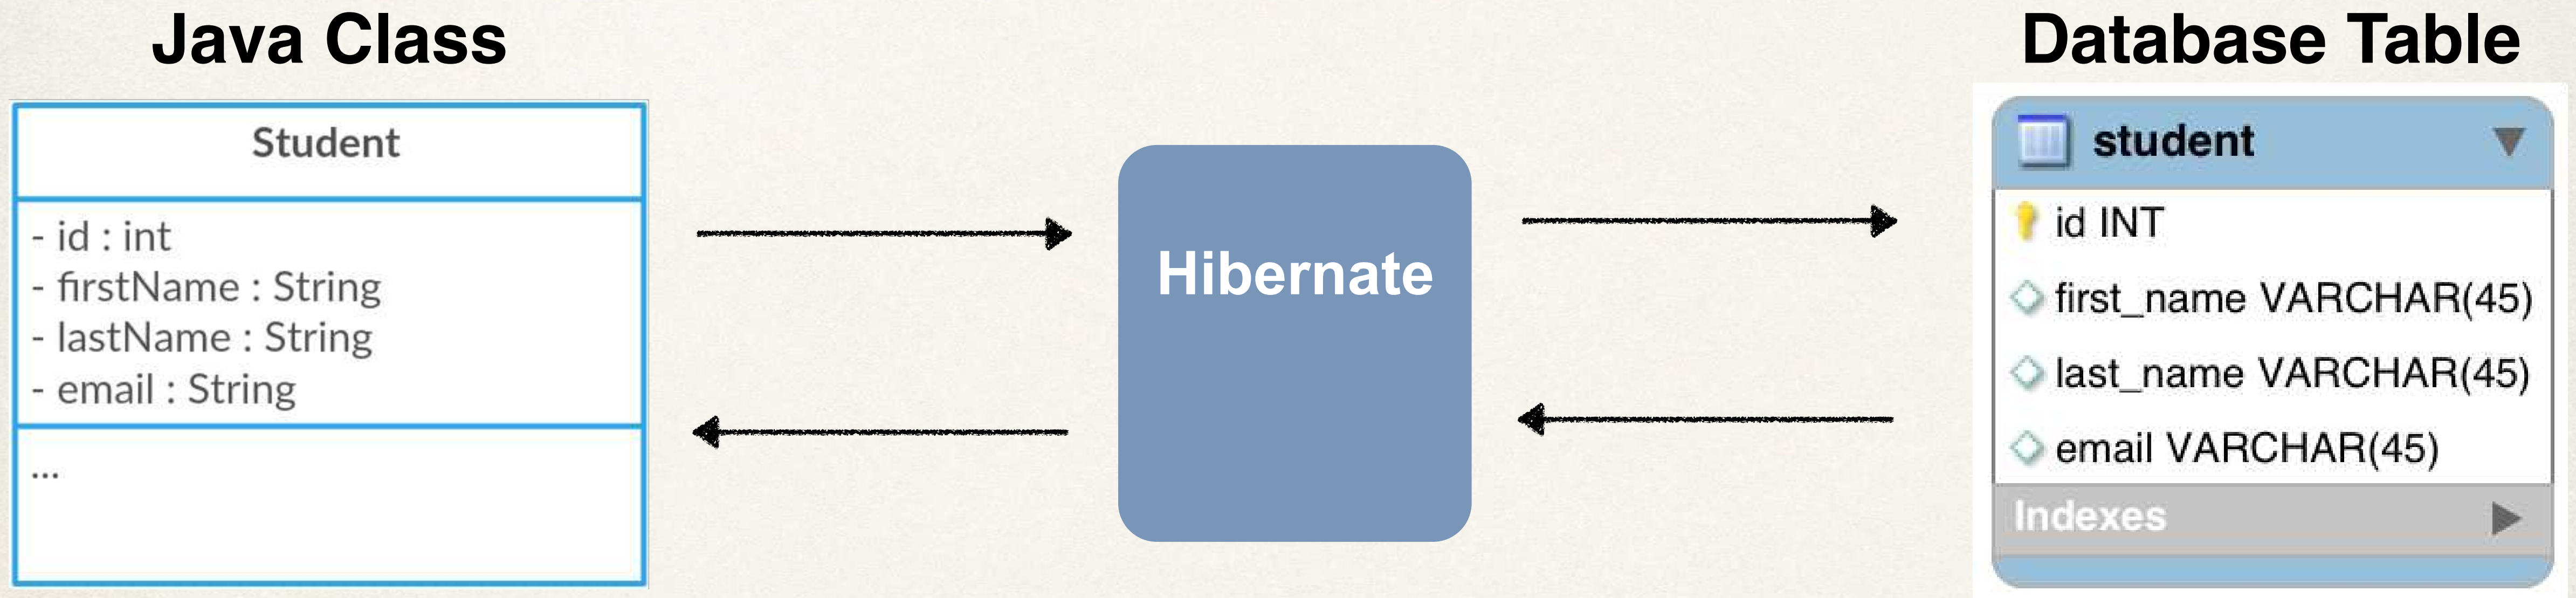 Java Class
Student
- id : int
- firstName : String
- lastName : String
- email : String
...
Hibernate
Database Table
student
id INT
first_name VARCHAR(45)
last_name VARCHAR(45)
email VARCHAR(45)
Indexes